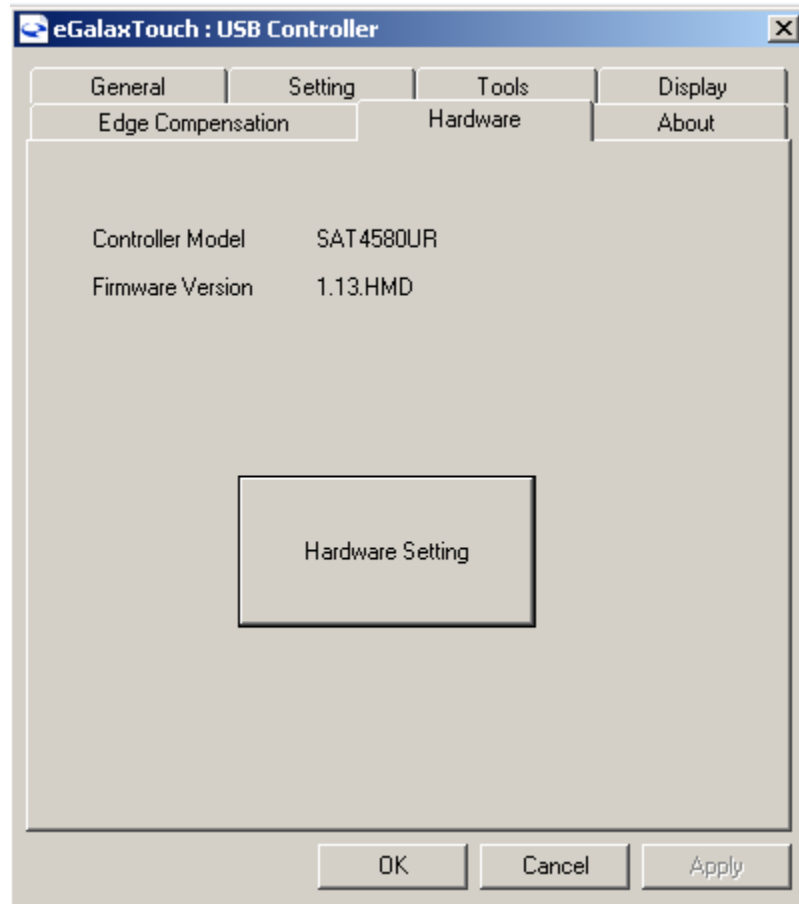 eGalaxTouch : USB Controller
General Setting Tools Display
Edge Compensation Hardware About
Controller Model SAT4580UR
Firmware Version 1.13.HMD
Hardware Setting
OK Cancel Apply